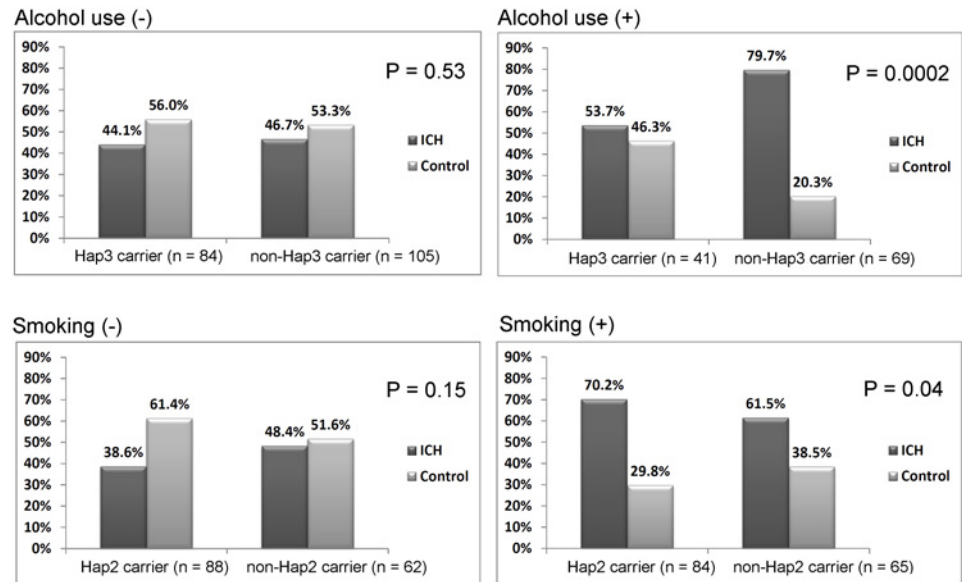 Alcohol use (-)
90%
80%
70%
60%
50%
40%
30%
20%
10%
0%
44.1%
56.0%
46.7%
53.3%
P = 0.53
ICH
Control
Hap3 carrier (n = 84)
non-Hap3 carrier (n = 105)
Alcohol use (+)
90%
80%
70%
60%
50%
40%
30%
20%
10%
0%
53.7%
46.3%
79.7%
20.3%
P = 0.0002
ICH
Control
Hap3 carrier (n = 41)
non-Hap3 carrier (n = 69)
Smoking (-)
90%
80%
70%
60%
50%
40%
30%
20%
10%
0%
38.6%
61.4%
48.4%
51.6%
P = 0.15
ICH
Control
Hap2 carrier (n = 88)
non-Hap2 carrier (n = 62)
Smoking (+)
90%
80%
70%
60%
50%
40%
30%
20%
10%
0%
70.2%
29.8%
61.5%
38.5%
P = 0.04
ICH
Control
Hap2 carrier (n = 84)
non-Hap2 carrier (n = 65)